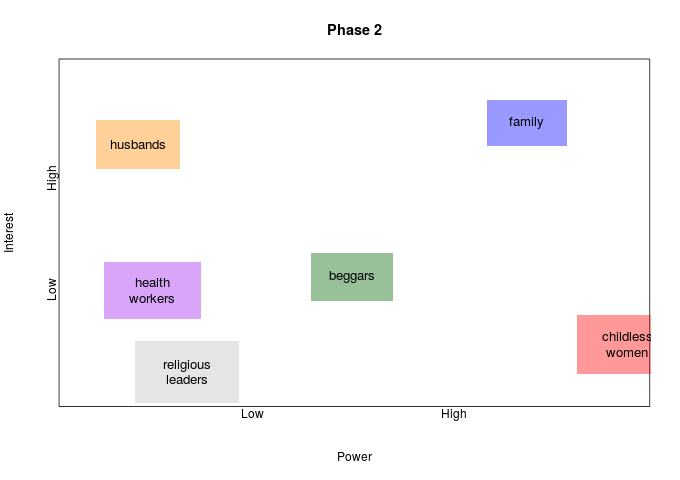 Phase 2
family
husbands
High
Interest
beggars
health
workers
Low
childless
women
religious
leaders
Low
High
Power